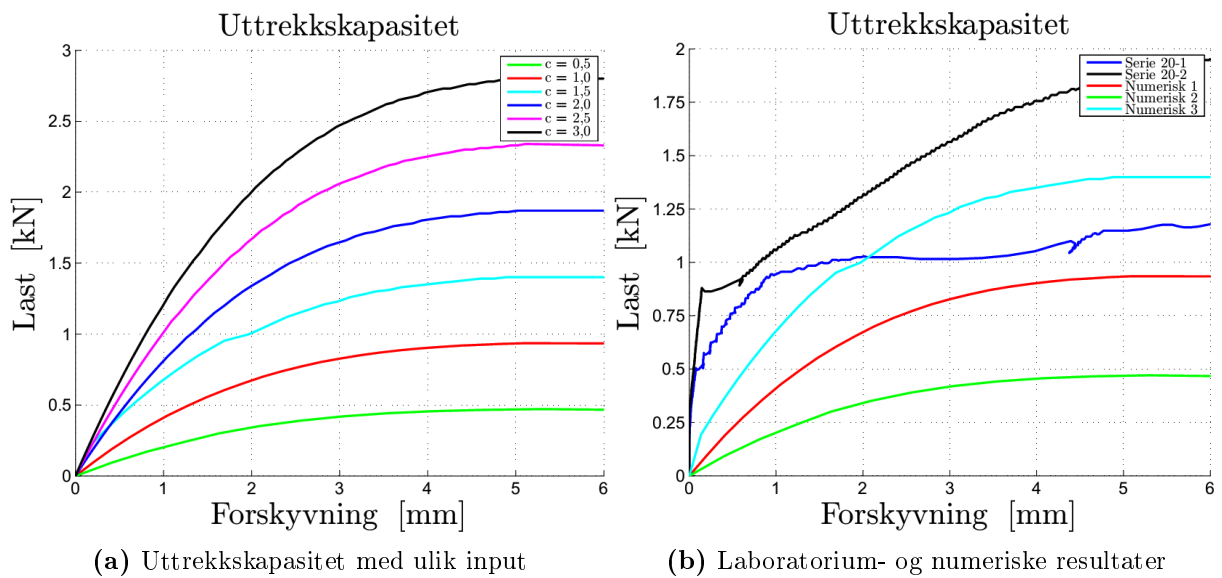 Uttrekkskapasitet
3
2.5
2
1.5
1
0.5
0
0 1 2 3 4 5 6
Last [kN]
Forskyvning [mm]
c = 0,5
c = 1,0
c = 1,5
c = 2,0
c = 2,5
c = 3,0
(a) Uttrekkskapasitet med ulik input
Uttrekkskapasitet
2
1.75
1.5
1.25
1
0.75
0.5
0.25
0
0 1 2 3 4 5 6
Last [kN]
Forskyvning [mm]
Serie 20-1
Serie 20-2
Numerisk 1
Numerisk 2
Numerisk 3
(b) Laboratorium- og numeriske resultater